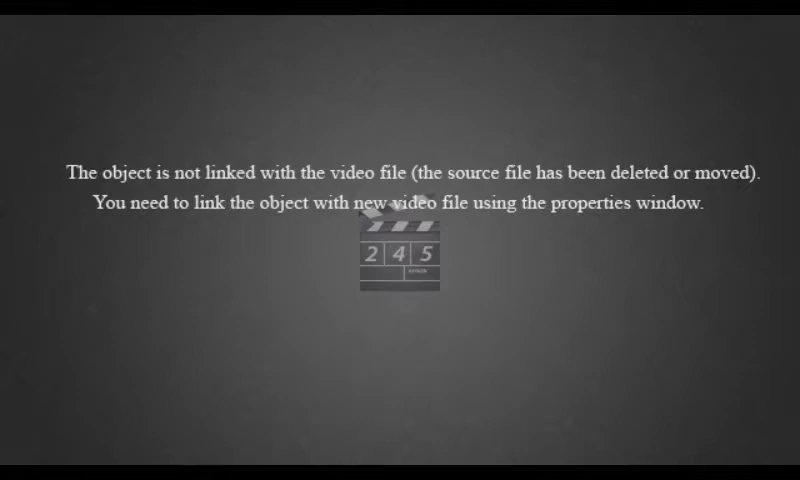 The object is not linked with the video file (the source file has been deleted or moved).
You need to link the object with new video file using the properties window.
2 4 5